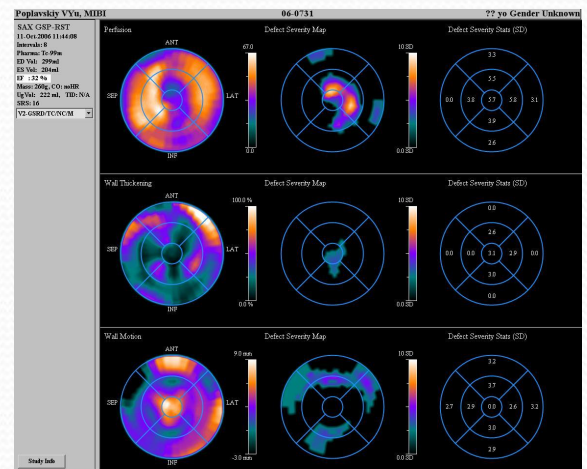 Poplavskiy VYu, MIBI 06-0731 ?? yo Gender Unknown
SAX GSP-RST
11-Oct-2006 11:44:08
Intervals: 8
Pharma: Tc-99m
ED Vol: 299ml
ES Vol: 204ml
EF : 32 %
Mass: 260g, CO: noHR
UgVol: 222 ml, TID: N/A
SRS: 16
V2-GSRD/TC/NC/M
Perfusion Defect Severity Map Defect Severity Stats (SD)
ANT
SEP LAT
INF
67.0
0.0
10 SD
0.0 SD
3.3
5.5
0.0 3.8 5.7 5.8 3.1
3.9
2.6
Wall Thickening Defect Severity Map Defect Severity Stats (SD)
ANT
SEP LAT
INF
100.0 %
0.0 %
10 SD
0.0 SD
0.0
2.6
0.0 0.0 3.1 2.9 0.0
3.0
0.0
Wall Motion Defect Severity Map Defect Severity Stats (SD)
ANT
SEP LAT
INF
9.0 mm
-3.0 mm
10 SD
0.0 SD
3.2
3.7
2.7 2.9 0.0 2.6 3.2
3.0
2.9
Study Info